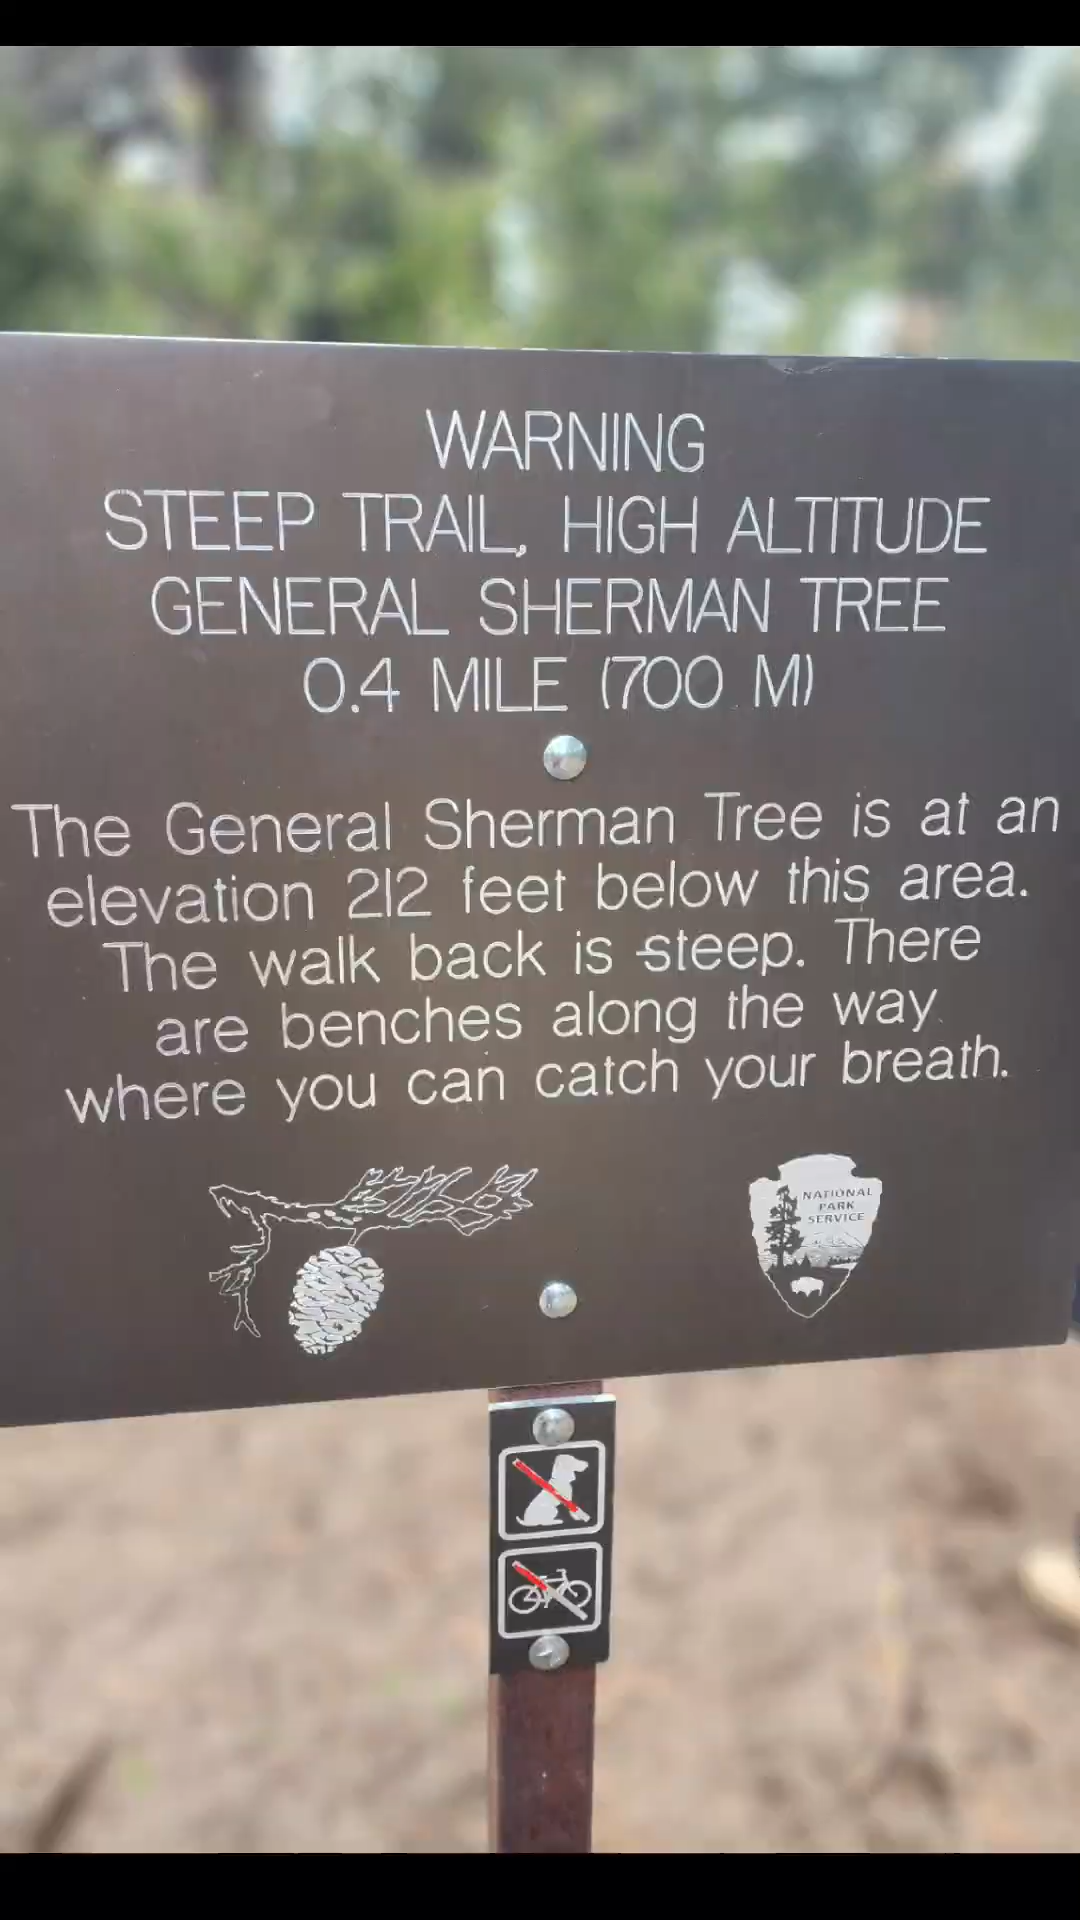 WARNING
STEEP TRAIL, HIGH ALTITUDE
GENERAL SHERMAN TREE
0.4 MILE (700 M)
The General Sherman Tree is at an
elevation 212 feet below this area.
The walk back is steep. There
are benches along the way
where you can catch your breath.
NATIONAL
PARK
SERVICE